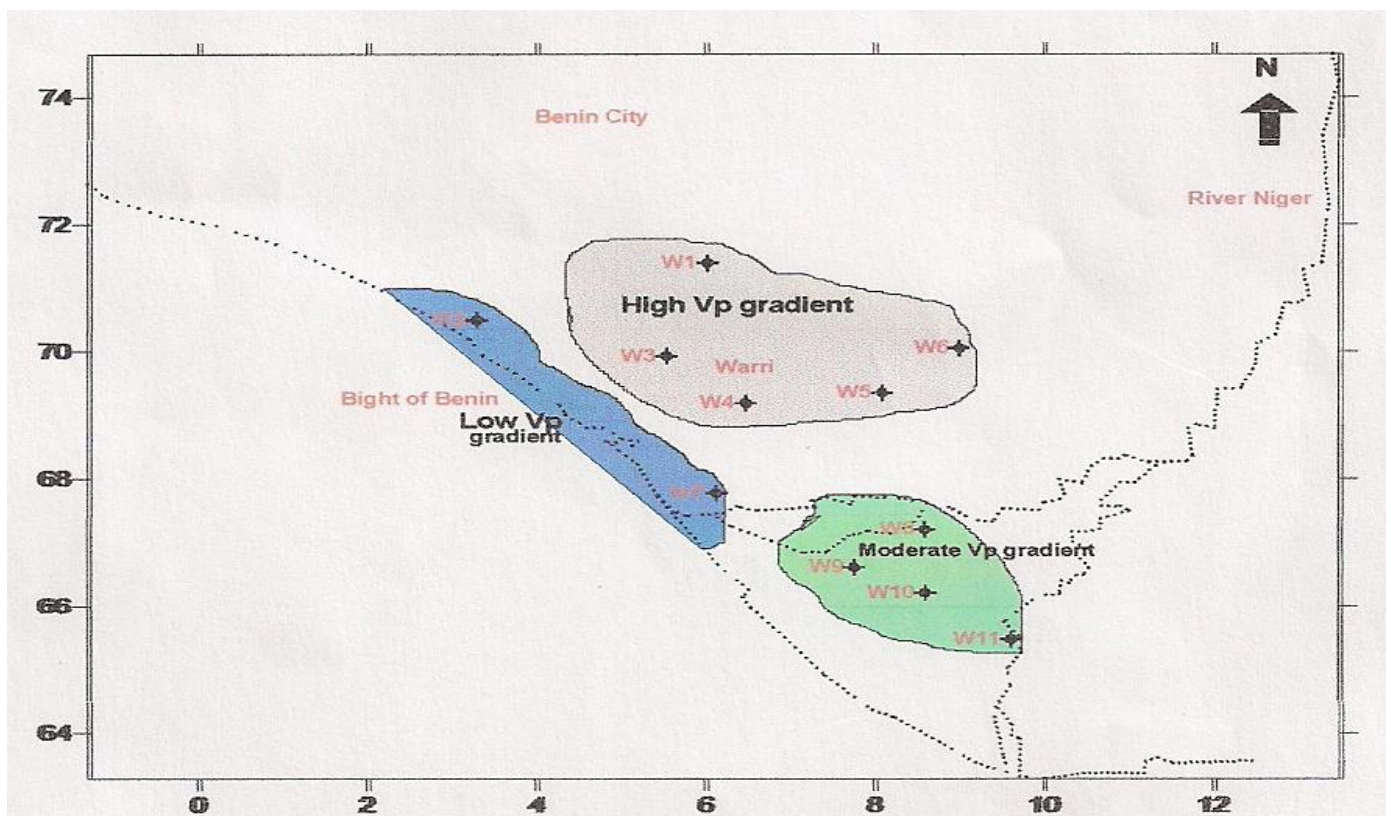 N
74
Benin City
River Niger
72
W1
High Vp gradient
70
W3
Warri
W6
W5
W4
Bight of Benin
Low Vp
gradient
68
W7
W8
Moderate Vp gradient
W9
W10
66
W11
64
0 2 4 6 8 10 12